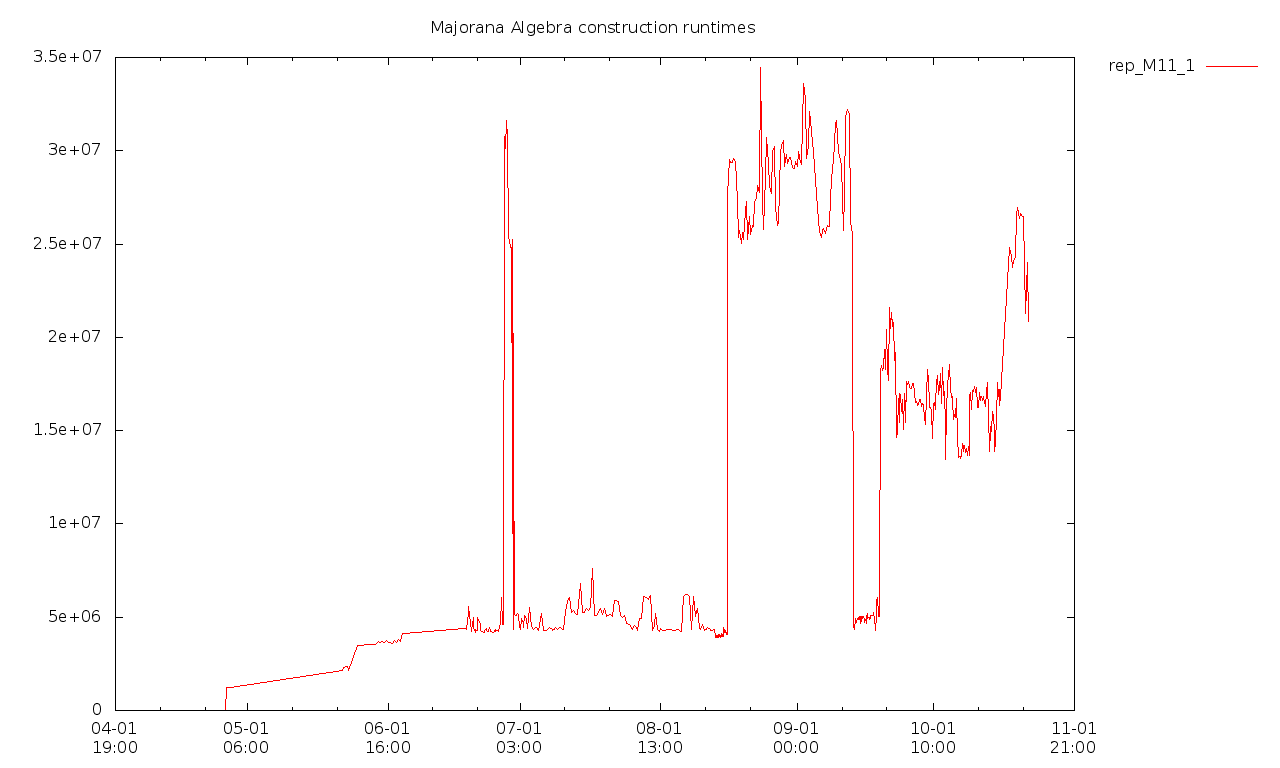 Majorana Algebra construction runtimes
rep_M11_1
3.5e+07
3e+07
2.5e+07
2e+07
1.5e+07
1e+07
5e+06
0
04-01 05-01 06-01 07-01 08-01 09-01 10-01 11-01
19:00 06:00 16:00 03:00 13:00 00:00 10:00 21:00